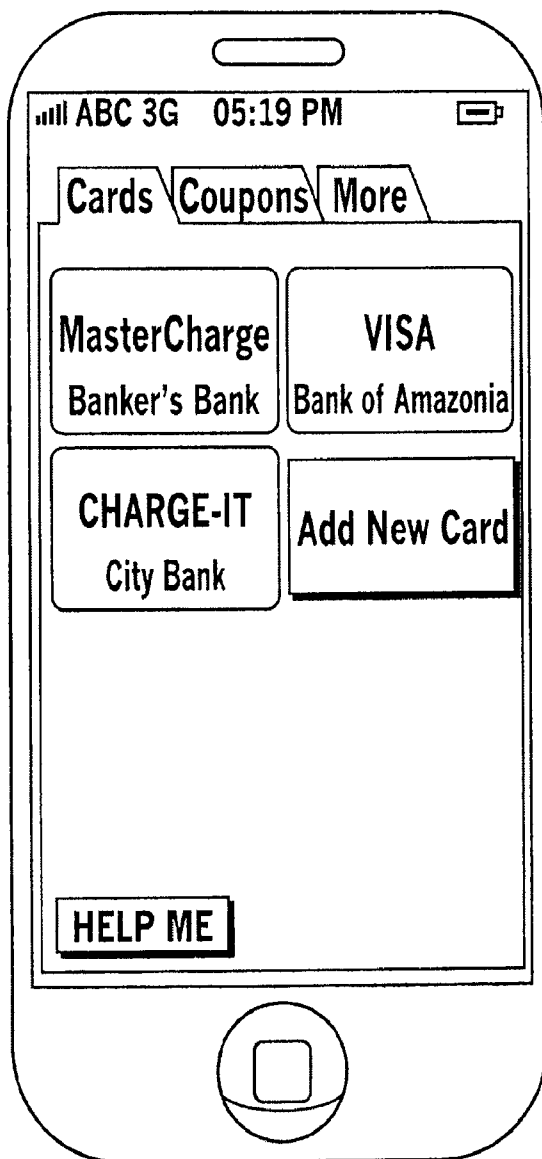 ABC 3G 05:19 PM
Cards Coupons More
MasterCharge
Banker's Bank
VISA
Bank of Amazonia
CHARGE-IT
City Bank
Add New Card
HELP ME